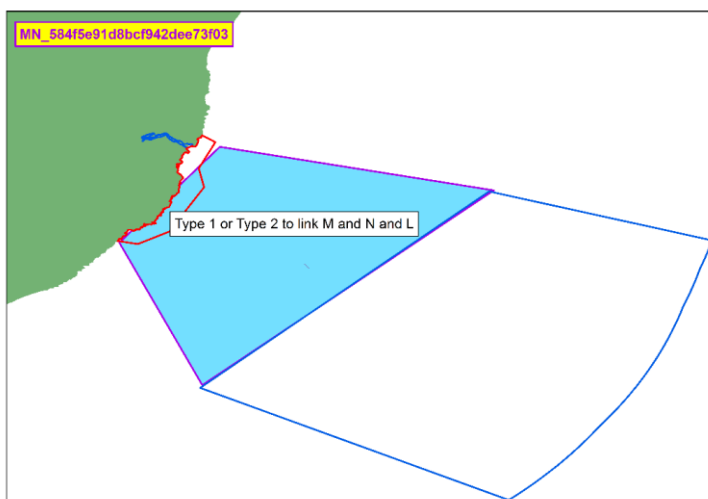 MN_584f5e91d8bcf942dee73f03
Type 1 or Type 2 to link M and N and L